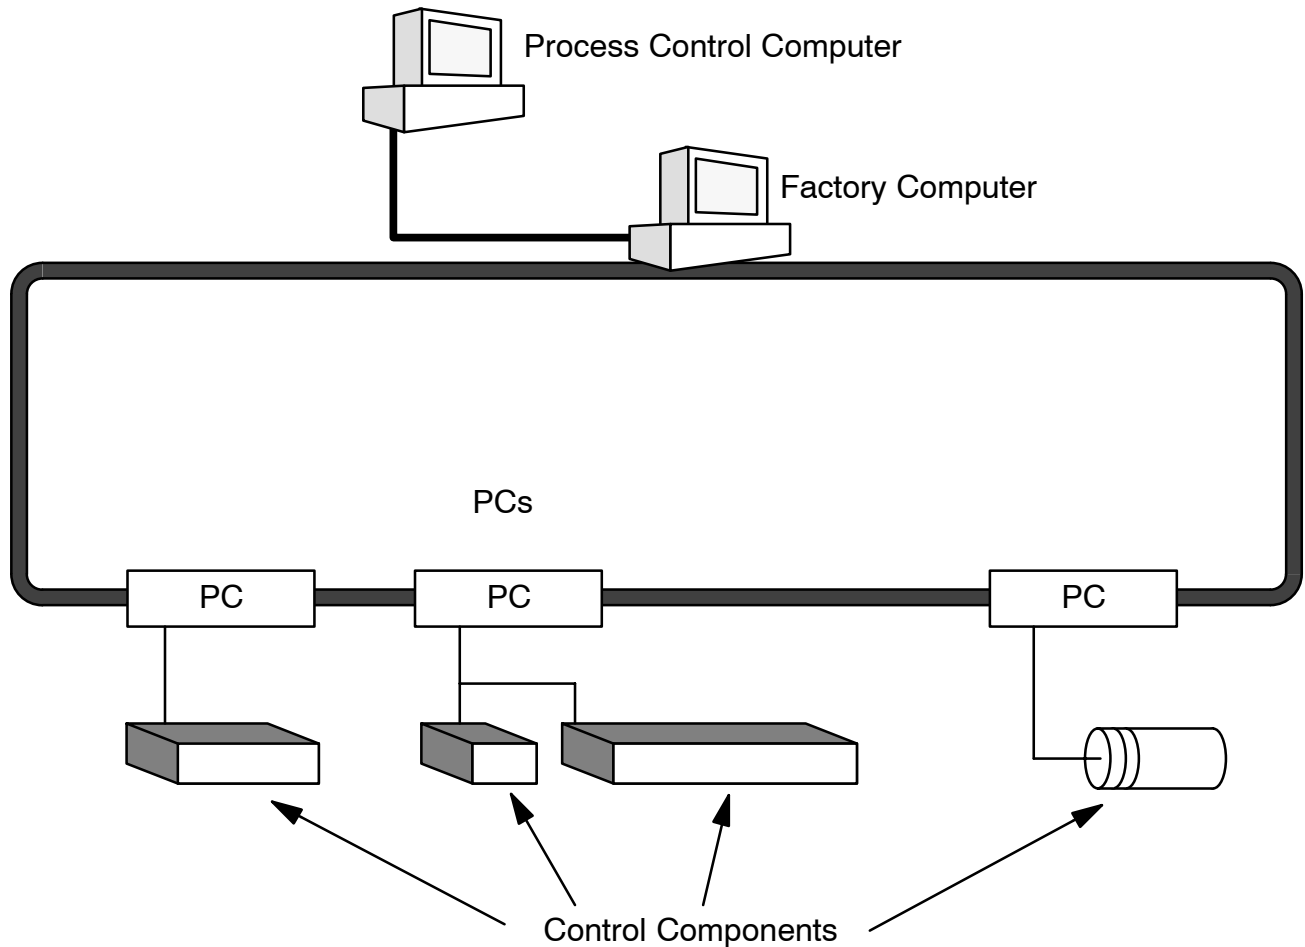 Process Control Computer
Factory Computer
PCs
PC
PC
PC
Control Components